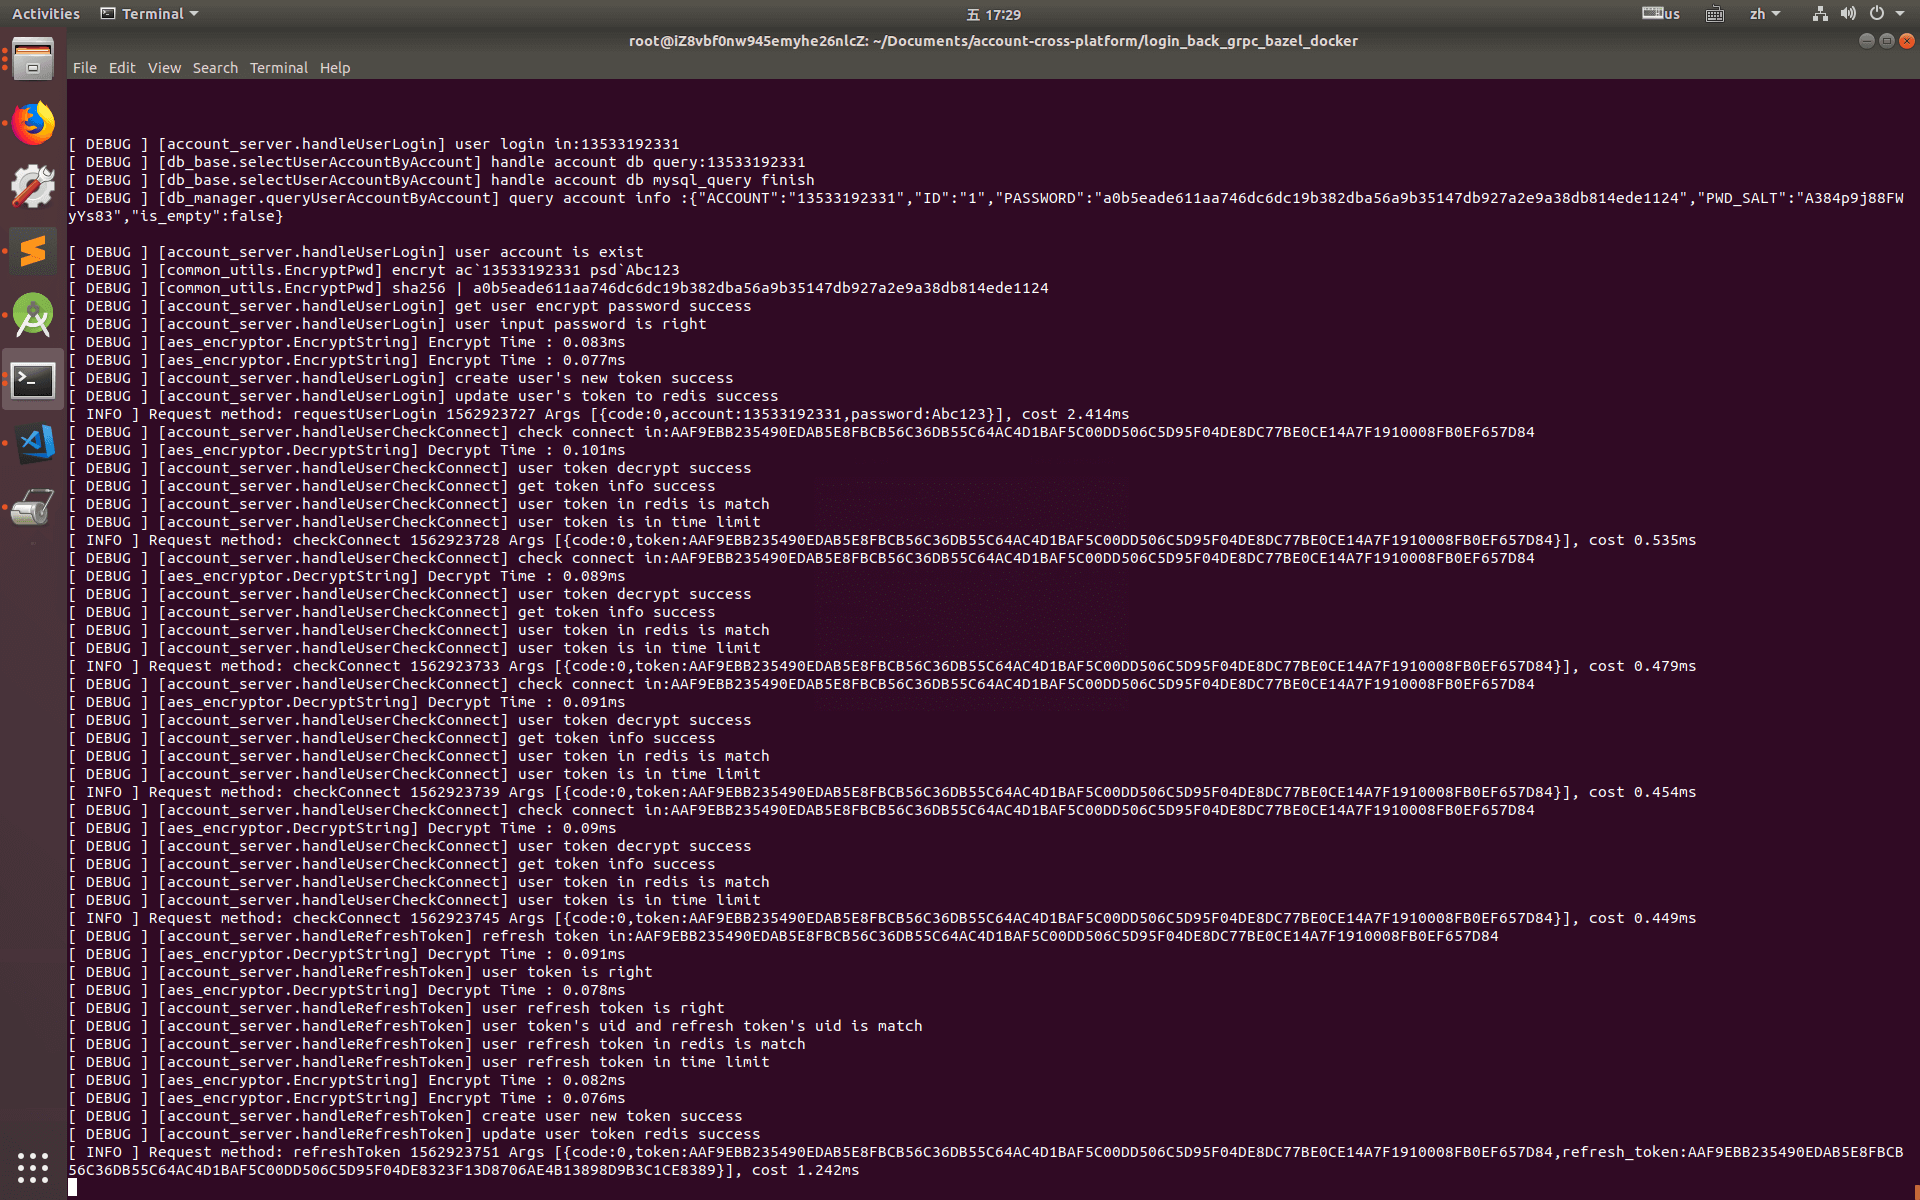 Activities Terminal 五 17:29 us zh
root@iZ8vbf0nw945emyhe26nlcZ: ~/Documents/account-cross-platform/login_back_grpc_bazel_docker
File Edit View Search Terminal Help
[ DEBUG ] [account_server.handleUserLogin] user login in:13533192331
[ DEBUG ] [db_base.selectUserAccountByAccount] handle account db query:13533192331
[ DEBUG ] [db_base.selectUserAccountByAccount] handle account db mysql_query finish
[ DEBUG ] [db_manager.queryUserAccountByAccount] query account info :{"ACCOUNT":"13533192331","ID":"1","PASSWORD":"a0b5eade611aa746dc6dc19b382dba56a9b35147db927a2e9a38db814ede1124","PWD_SALT":"A384p9j88FW
yYs83","is_empty":false}
[ DEBUG ] [account_server.handleUserLogin] user account is exist
[ DEBUG ] [common_utils.EncryptPwd] encryt ac`13533192331 psd`Abc123
[ DEBUG ] [common_utils.EncryptPwd] sha256 | a0b5eade611aa746dc6dc19b382dba56a9b35147db927a2e9a38db814ede1124
[ DEBUG ] [account_server.handleUserLogin] get user encrypt password success
[ DEBUG ] [account_server.handleUserLogin] user input password is right
[ DEBUG ] [aes_encryptor.EncryptString] Encrypt Time : 0.083ms
[ DEBUG ] [aes_encryptor.EncryptString] Encrypt Time : 0.077ms
[ DEBUG ] [account_server.handleUserLogin] create user's new token success
[ DEBUG ] [account_server.handleUserLogin] update user's token to redis success
[ INFO ] Request method: requestUserLogin 1562923727 Args [{code:0,account:13533192331,password:Abc123}], cost 2.414ms
[ DEBUG ] [account_server.handleUserCheckConnect] check connect in:AAF9EBB235490EDAB5E8FBCB56C36DB55C64AC4D1BAF5C00DD506C5D95F04DE8DC77BE0CE14A7F1910008FB0EF657D84
[ DEBUG ] [aes_encryptor.DecryptString] Decrypt Time : 0.101ms
[ DEBUG ] [account_server.handleUserCheckConnect] user token decrypt success
[ DEBUG ] [account_server.handleUserCheckConnect] get token info success
[ DEBUG ] [account_server.handleUserCheckConnect] user token in redis is match
[ DEBUG ] [account_server.handleUserCheckConnect] user token is in time limit
[ INFO ] Request method: checkConnect 1562923728 Args [{code:0,token:AAF9EBB235490EDAB5E8FBCB56C36DB55C64AC4D1BAF5C00DD506C5D95F04DE8DC77BE0CE14A7F1910008FB0EF657D84}], cost 0.535ms
[ DEBUG ] [account_server.handleUserCheckConnect] check connect in:AAF9EBB235490EDAB5E8FBCB56C36DB55C64AC4D1BAF5C00DD506C5D95F04DE8DC77BE0CE14A7F1910008FB0EF657D84
[ DEBUG ] [aes_encryptor.DecryptString] Decrypt Time : 0.089ms
[ DEBUG ] [account_server.handleUserCheckConnect] user token decrypt success
[ DEBUG ] [account_server.handleUserCheckConnect] get token info success
[ DEBUG ] [account_server.handleUserCheckConnect] user token in redis is match
[ DEBUG ] [account_server.handleUserCheckConnect] user token is in time limit
[ INFO ] Request method: checkConnect 1562923733 Args [{code:0,token:AAF9EBB235490EDAB5E8FBCB56C36DB55C64AC4D1BAF5C00DD506C5D95F04DE8DC77BE0CE14A7F1910008FB0EF657D84}], cost 0.479ms
[ DEBUG ] [account_server.handleUserCheckConnect] check connect in:AAF9EBB235490EDAB5E8FBCB56C36DB55C64AC4D1BAF5C00DD506C5D95F04DE8DC77BE0CE14A7F1910008FB0EF657D84
[ DEBUG ] [aes_encryptor.DecryptString] Decrypt Time : 0.091ms
[ DEBUG ] [account_server.handleUserCheckConnect] user token decrypt success
[ DEBUG ] [account_server.handleUserCheckConnect] get token info success
[ DEBUG ] [account_server.handleUserCheckConnect] user token in redis is match
[ DEBUG ] [account_server.handleUserCheckConnect] user token is in time limit
[ INFO ] Request method: checkConnect 1562923739 Args [{code:0,token:AAF9EBB235490EDAB5E8FBCB56C36DB55C64AC4D1BAF5C00DD506C5D95F04DE8DC77BE0CE14A7F1910008FB0EF657D84}], cost 0.454ms
[ DEBUG ] [account_server.handleUserCheckConnect] check connect in:AAF9EBB235490EDAB5E8FBCB56C36DB55C64AC4D1BAF5C00DD506C5D95F04DE8DC77BE0CE14A7F1910008FB0EF657D84
[ DEBUG ] [aes_encryptor.DecryptString] Decrypt Time : 0.09ms
[ DEBUG ] [account_server.handleUserCheckConnect] user token decrypt success
[ DEBUG ] [account_server.handleUserCheckConnect] get token info success
[ DEBUG ] [account_server.handleUserCheckConnect] user token in redis is match
[ DEBUG ] [account_server.handleUserCheckConnect] user token is in time limit
[ INFO ] Request method: checkConnect 1562923745 Args [{code:0,token:AAF9EBB235490EDAB5E8FBCB56C36DB55C64AC4D1BAF5C00DD506C5D95F04DE8DC77BE0CE14A7F1910008FB0EF657D84}], cost 0.449ms
[ DEBUG ] [account_server.handleRefreshToken] refresh token in:AAF9EBB235490EDAB5E8FBCB56C36DB55C64AC4D1BAF5C00DD506C5D95F04DE8DC77BE0CE14A7F1910008FB0EF657D84
[ DEBUG ] [aes_encryptor.DecryptString] Decrypt Time : 0.091ms
[ DEBUG ] [account_server.handleRefreshToken] user token is right
[ DEBUG ] [aes_encryptor.DecryptString] Decrypt Time : 0.078ms
[ DEBUG ] [account_server.handleRefreshToken] user refresh token is right
[ DEBUG ] [account_server.handleRefreshToken] user token's uid and refresh token's uid is match
[ DEBUG ] [account_server.handleRefreshToken] user refresh token in redis is match
[ DEBUG ] [account_server.handleRefreshToken] user refresh token in time limit
[ DEBUG ] [aes_encryptor.EncryptString] Encrypt Time : 0.082ms
[ DEBUG ] [aes_encryptor.EncryptString] Encrypt Time : 0.076ms
[ DEBUG ] [account_server.handleRefreshToken] create user new token success
[ DEBUG ] [account_server.handleRefreshToken] update user token redis success
[ INFO ] Request method: refreshToken 1562923751 Args [{code:0,token:AAF9EBB235490EDAB5E8FBCB56C36DB55C64AC4D1BAF5C00DD506C5D95F04DE8DC77BE0CE14A7F1910008FB0EF657D84,refresh_token:AAF9EBB235490EDAB5E8FBCB
56C36DB55C64AC4D1BAF5C00DD506C5D95F04DE8323F13D8706AE4B13898D9B3C1CE8389}], cost 1.242ms